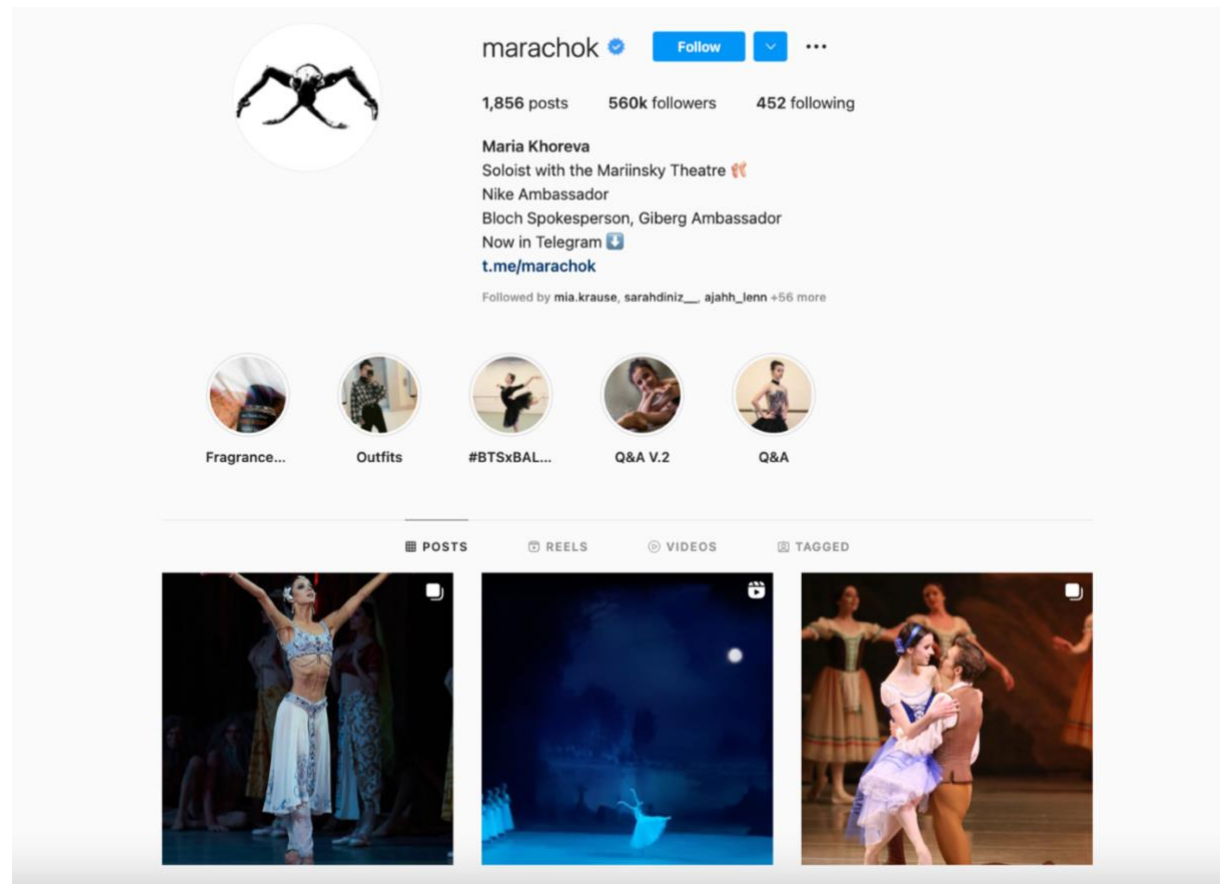 marachok Follow
1,856 posts 560k followers 452 following
Maria Khoreva
Soloist with the Mariinsky Theatre 👣
Nike Ambassador
Bloch Spokesperson, Giberg Ambassador
Now in Telegram ⬇️
t.me/marachok
Followed by mia.krause, sarahdiniz__, ajahh_lenn +56 more
Fragrance... Outfits #BTSxBAL... Q&A V.2 Q&A
POSTS REELS VIDEOS TAGGED